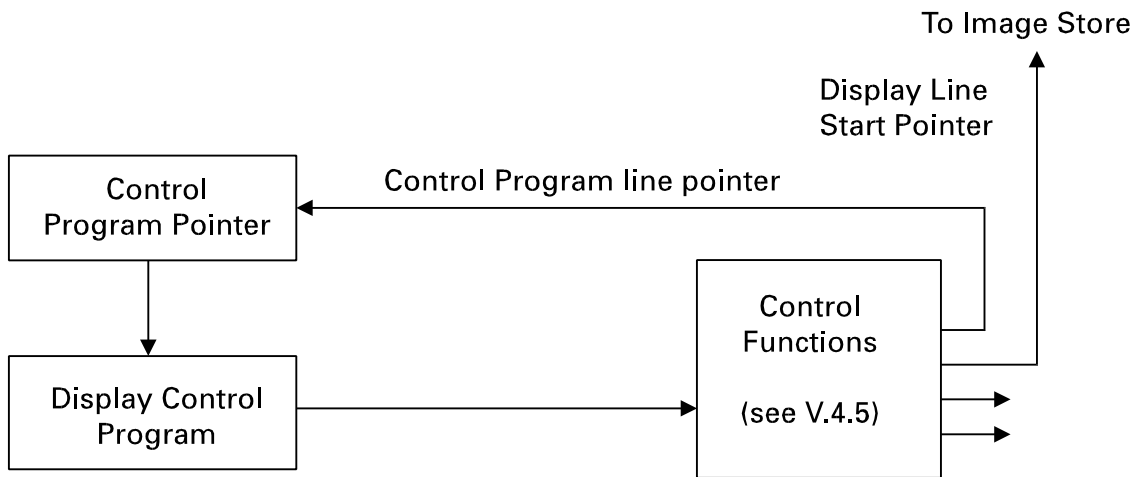 To Image Store
Display Line
Start Pointer
Control Program line pointer
Control
Program Pointer
Control
Functions
(see V.4.5)
Display Control
Program